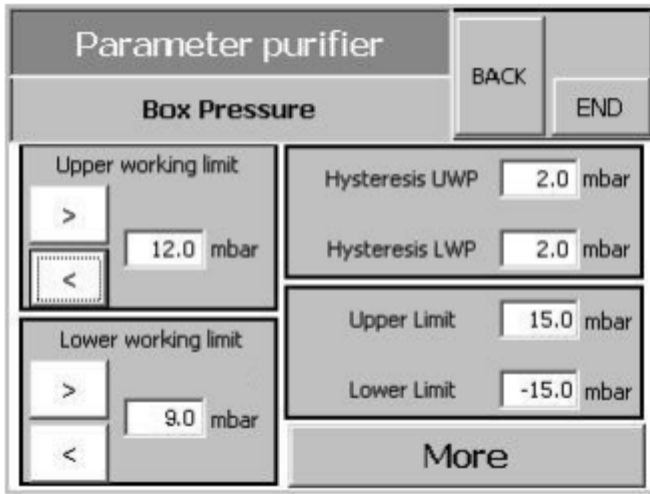 Parameter purifier
BACK
END
Box Pressure
Upper working limit
>
12.0 mbar
<
Lower working limit
>
9.0 mbar
<
Hysteresis UWP 2.0 mbar
Hysteresis LWP 2.0 mbar
Upper Limit 15.0 mbar
Lower Limit -15.0 mbar
More